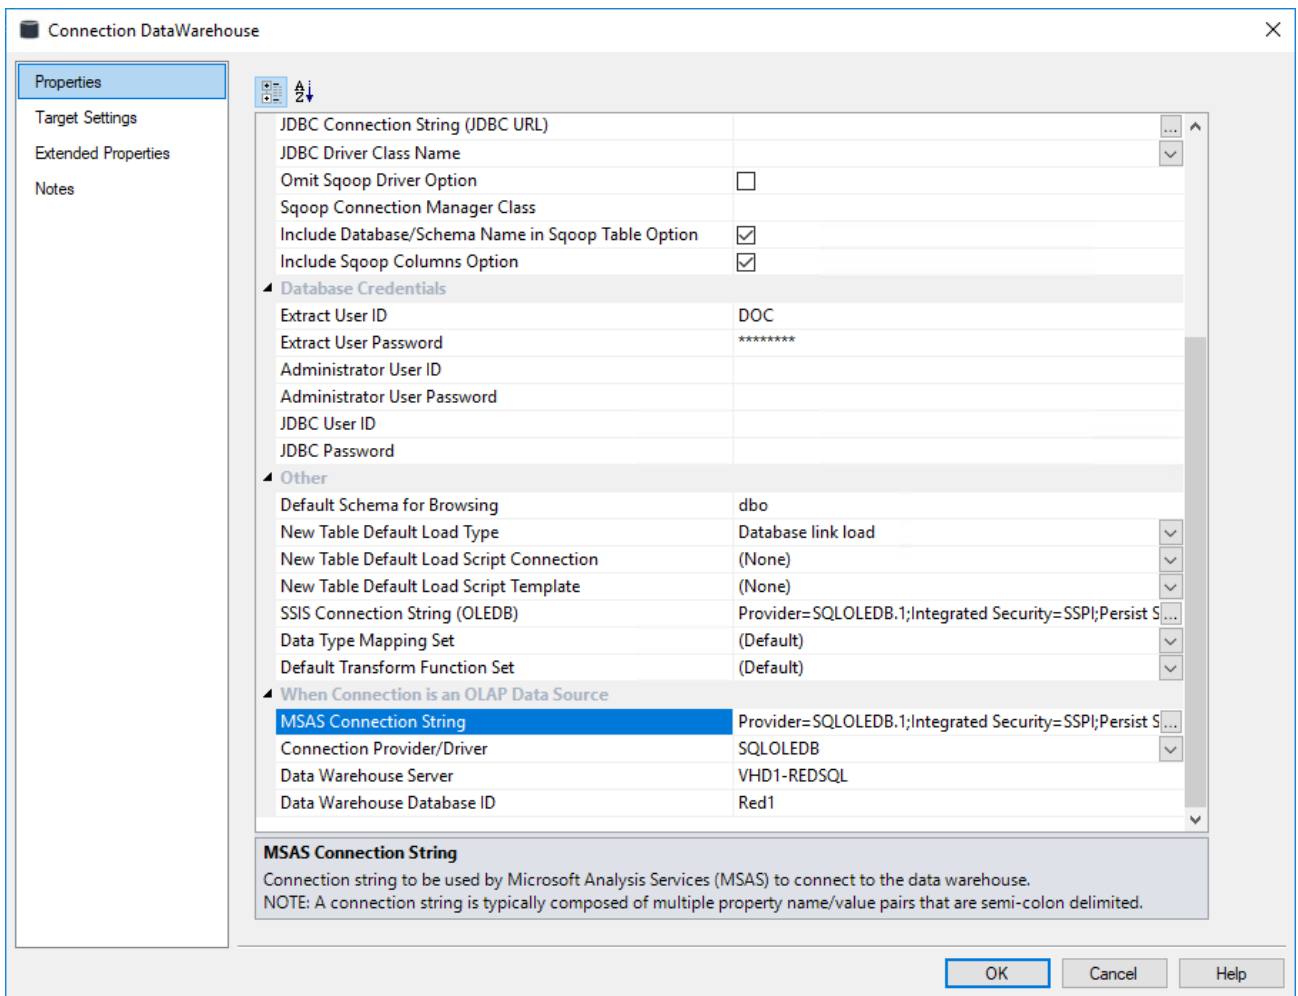 Connection DataWarehouse
Properties
Target Settings
Extended Properties
Notes
JDBC Connection String (JDBC URL) ...
JDBC Driver Class Name
Omit Sqoop Driver Option
Sqoop Connection Manager Class
Include Database/Schema Name in Sqoop Table Option
Include Sqoop Columns Option
Database Credentials
Extract User ID DOC
Extract User Password ********
Administrator User ID
Administrator User Password
JDBC User ID
JDBC Password
Other
Default Schema for Browsing dbo
New Table Default Load Type Database link load
New Table Default Load Script Connection (None)
New Table Default Load Script Template (None)
SSIS Connection String (OLEDB) Provider=SQLOLEDB.1;Integrated Security=SSPI;Persist S...
Data Type Mapping Set (Default)
Default Transform Function Set (Default)
When Connection is an OLAP Data Source
MSAS Connection String Provider=SQLOLEDB.1;Integrated Security=SSPI;Persist S...
Connection Provider/Driver SQLOLEDB
Data Warehouse Server VHD1-REDSQL
Data Warehouse Database ID Red1
MSAS Connection String
Connection string to be used by Microsoft Analysis Services (MSAS) to connect to the data warehouse.
NOTE: A connection string is typically composed of multiple property name/value pairs that are semi-colon delimited.
OK Cancel Help